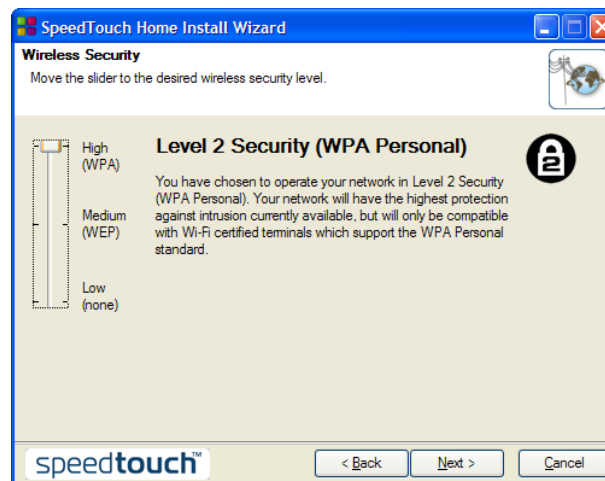 SpeedTouch Home Install Wizard
Wireless Security
Move the slider to the desired wireless security level.
High
(WPA)
Medium
(WEP)
Low
(none)
Level 2 Security (WPA Personal)
2
You have chosen to operate your network in Level 2 Security
(WPA Personal). Your network will have the highest protection
against intrusion currently available, but will only be compatible
with Wi-Fi certified terminals which support the WPA Personal
standard.
speedtouch™
< Back
Next >
Cancel